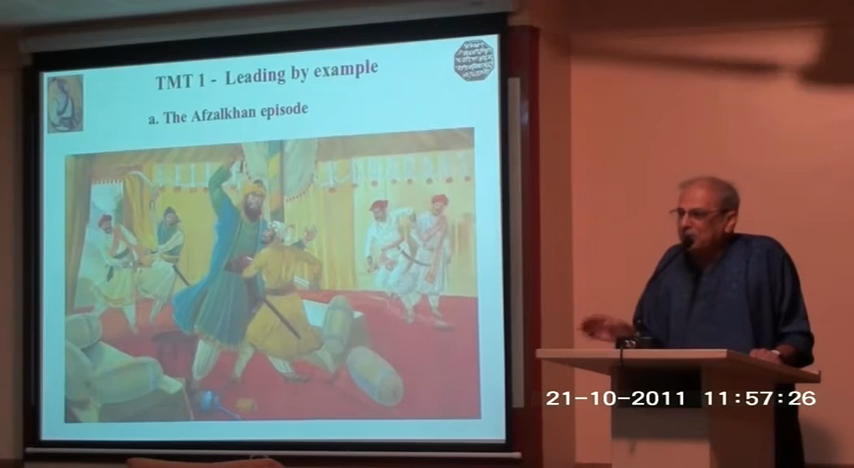 TMT 1 - Leading by example
a. The Afzalkhan episode
21-10-2011 11:57:26